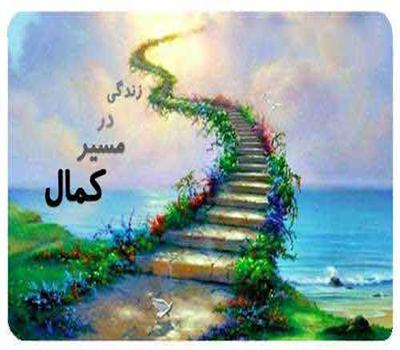 زندگی
در
مسیر
کمال